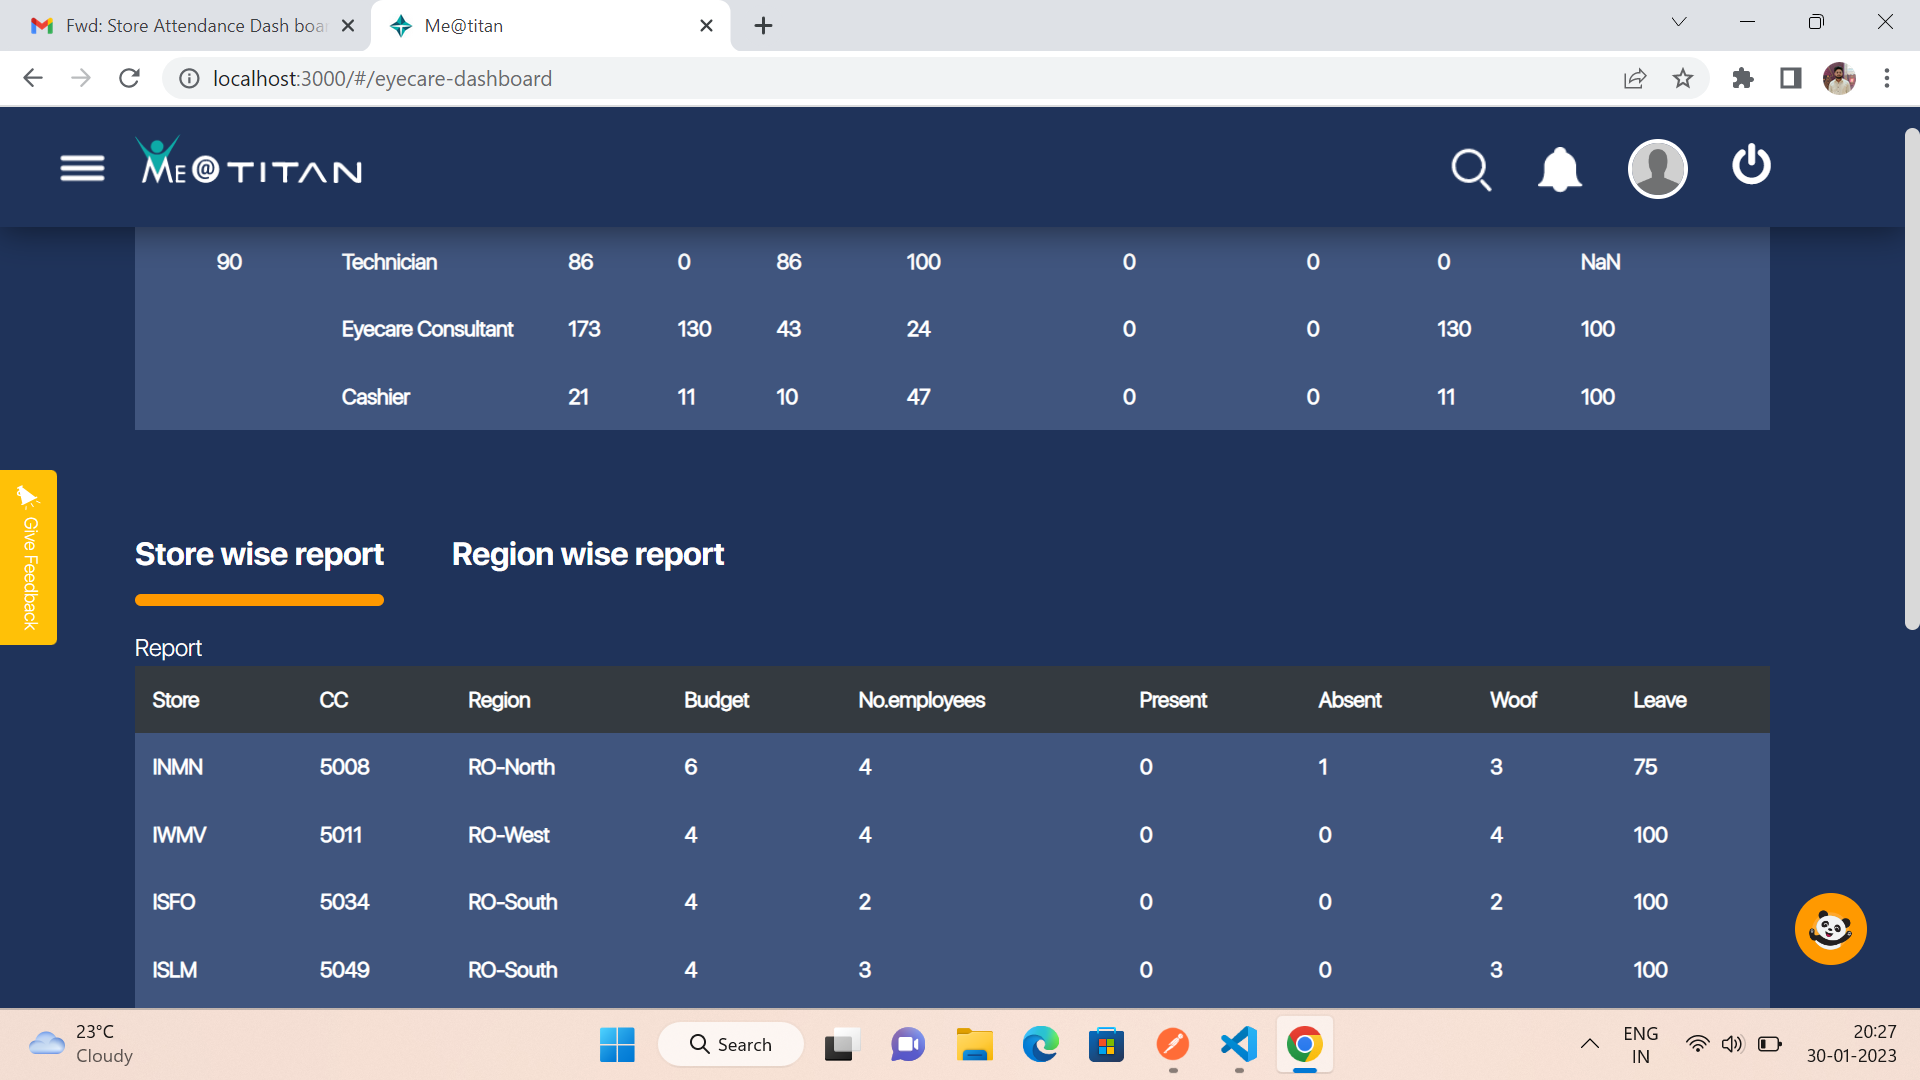 Fwd: Store Attendance Dash boa
Me@titan
localhost:3000/#/eyecare-dashboard
ME@TITAN
90 Technician 86 0 86 100 0 0 0 NaN
Eyecare Consultant 173 130 43 24 0 0 130 100
Cashier 21 11 10 47 0 0 11 100
Give Feedback
Store wise report Region wise report
Report
Store CC Region Budget No.employees Present Absent Woof Leave
INMN 5008 RO-North 6 4 0 1 3 75
IWMV 5011 RO-West 4 4 0 0 4 100
ISFO 5034 RO-South 4 2 0 0 2 100
ISLM 5049 RO-South 4 3 0 0 3 100
23°C
Cloudy
Search
ENG
IN
20:27
30-01-2023